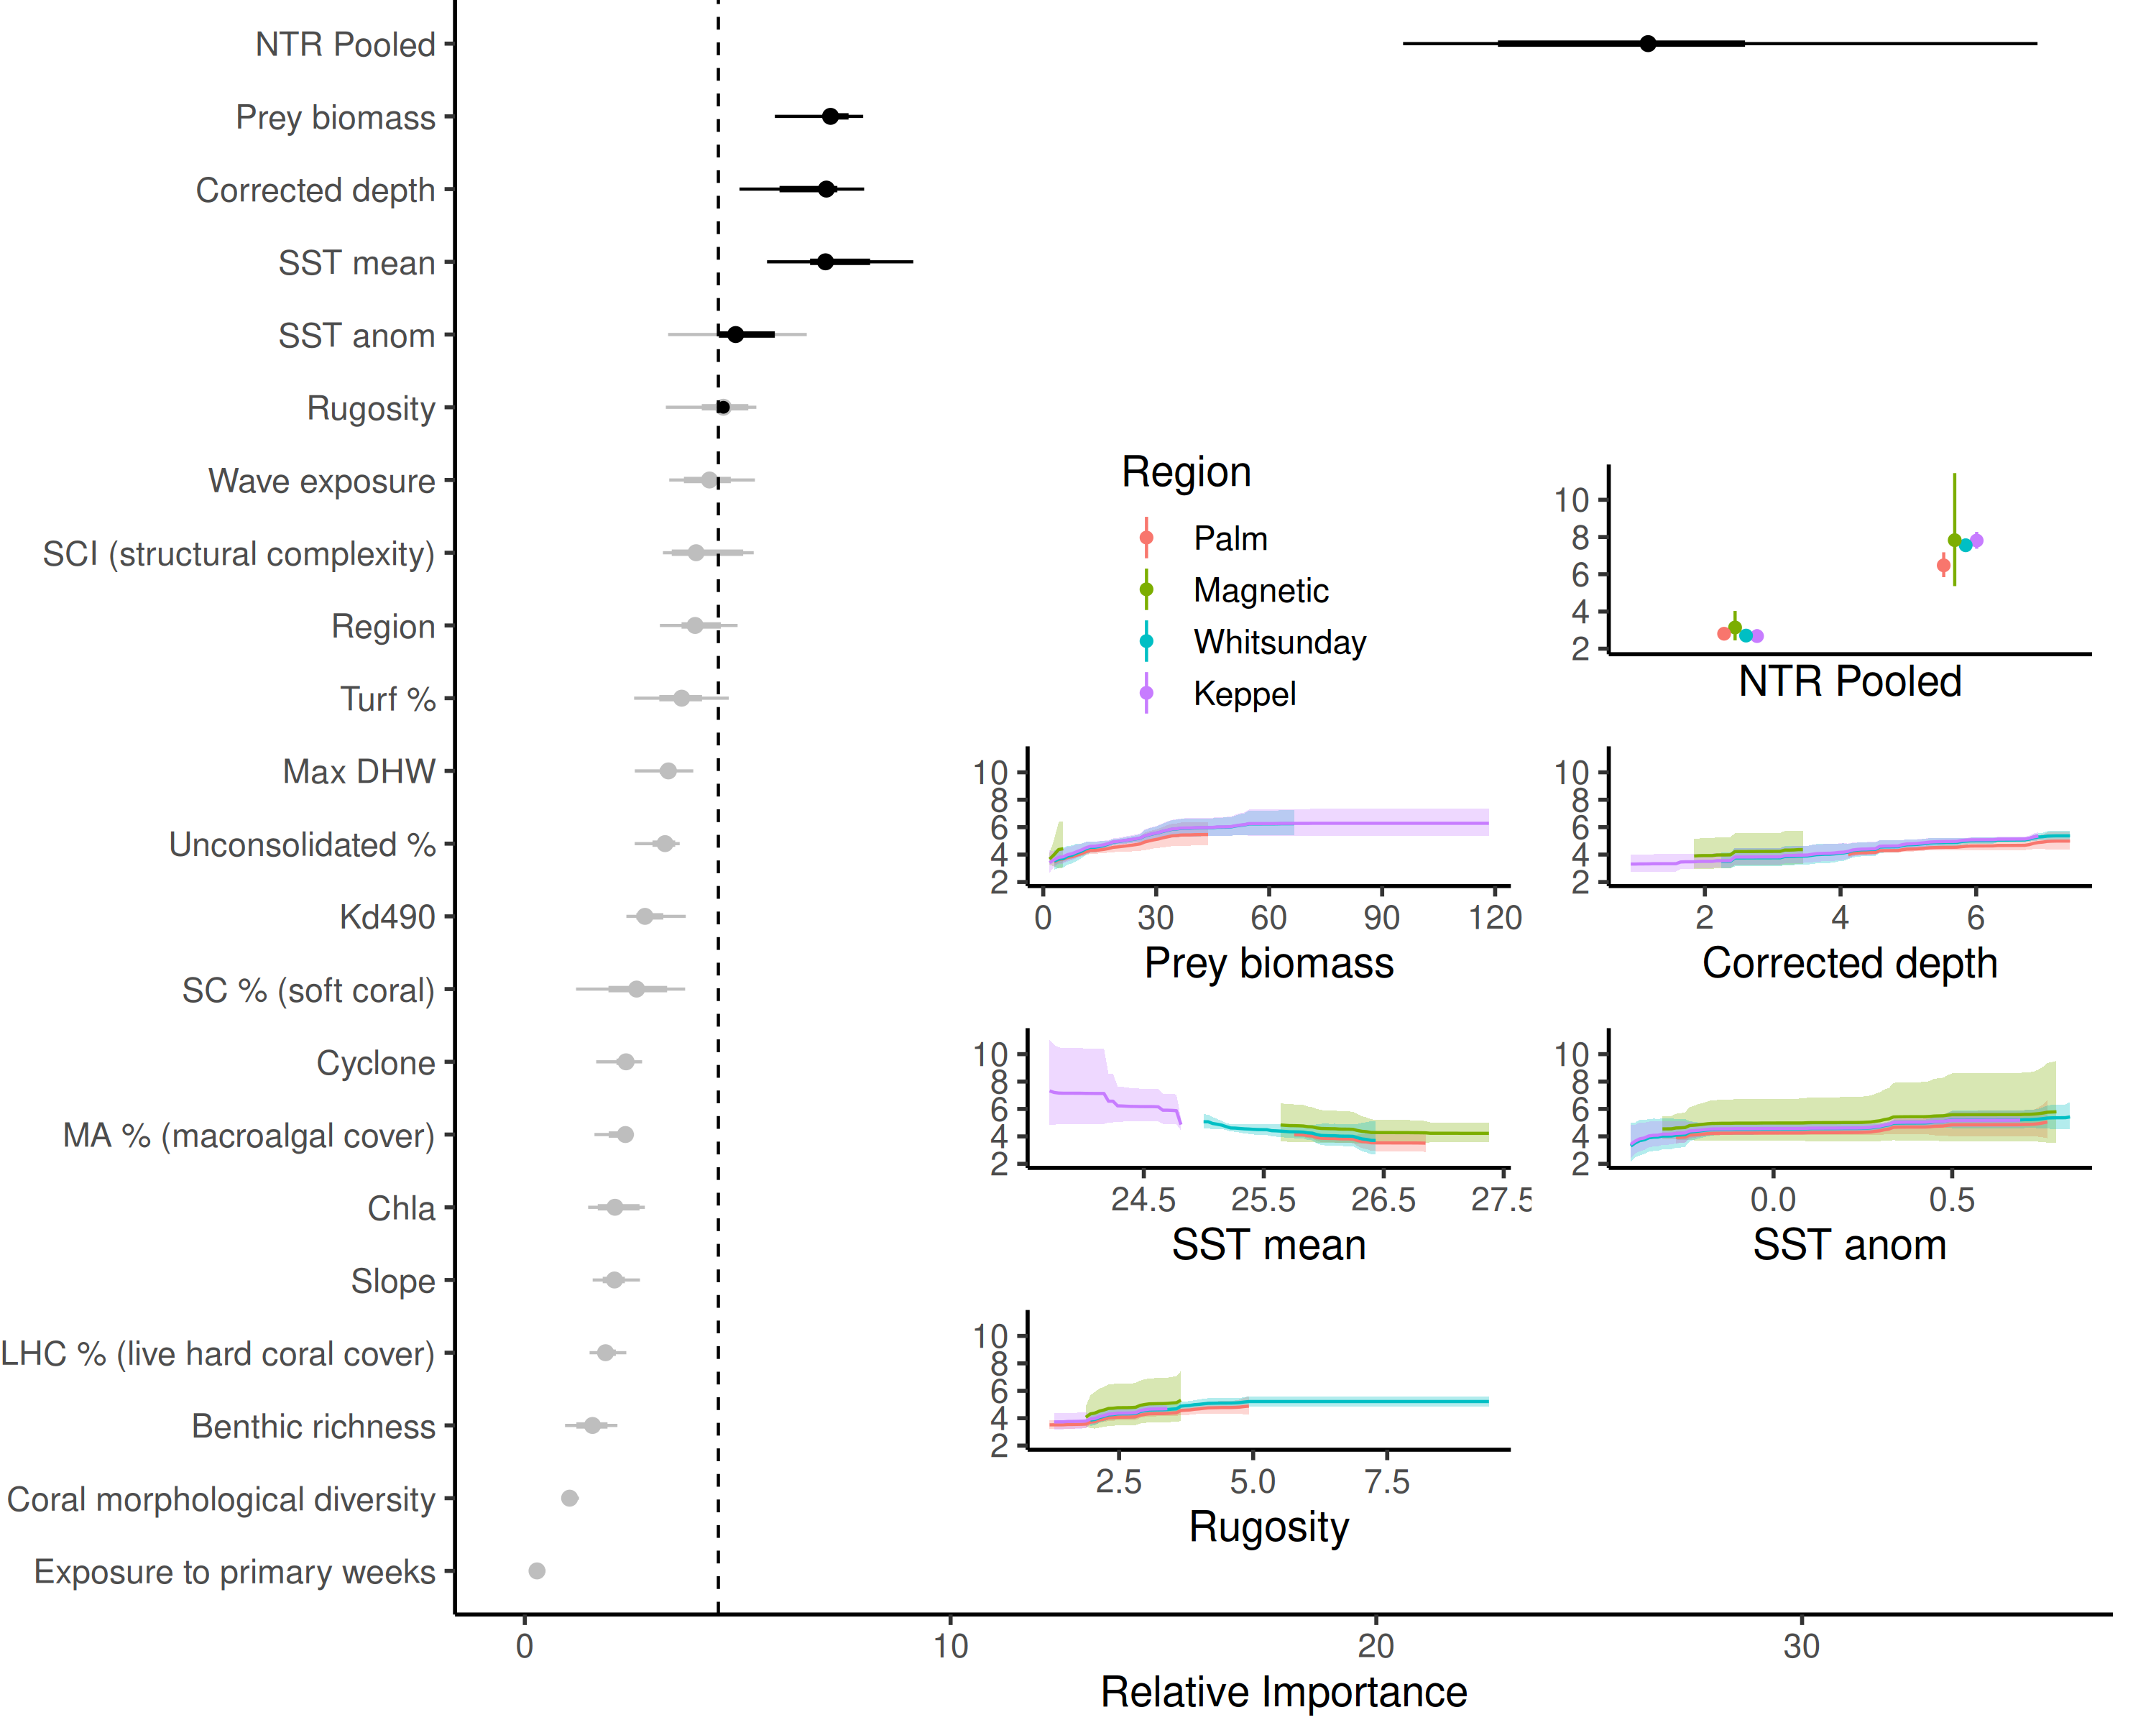 NTR Pooled
Prey biomass
Corrected depth
SST mean
SST anom
Rugosity
Wave exposure
SCI (structural complexity)
Region
Turf %
Max DHW
Unconsolidated %
Kd490
SC % (soft coral)
Cyclone
MA % (macroalgal cover)
Chla
Slope
LHC % (live hard coral cover)
Benthic richness
Coral morphological diversity
Exposure to primary weeks
0 10 20 30
Relative Importance
Region
Palm
Magnetic
Whitsunday
Keppel
10
8
6
4
2
NTR Pooled
10
8
6
4
2
0 30 60 90 120
Prey biomass
10
8
6
4
2
2 4 6
Corrected depth
10
8
6
4
2
24.5 25.5 26.5 27.5
SST mean
10
8
6
4
2
0.0 0.5
SST anom
10
8
6
4
2
2.5 5.0 7.5
Rugosity